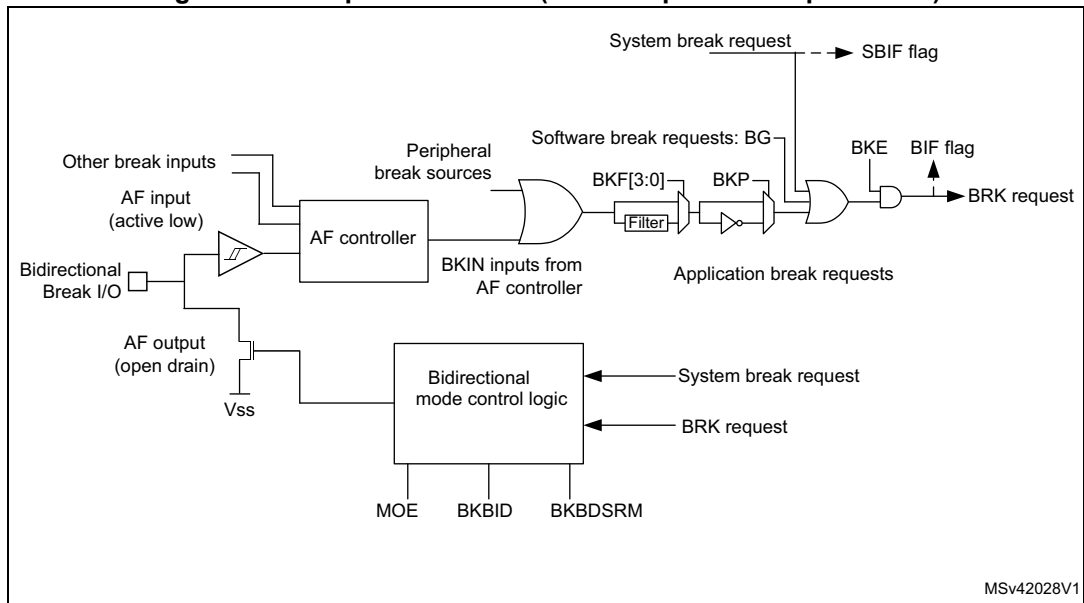 System break request
SBIF flag
Software break requests: BG
BKE
BIF flag
Peripheral
break sources
Other break inputs
BKF[3:0]
BKP
BRK request
AF input
(active low)
Filter
AF controller
BKIN inputs from
AF controller
Application break requests
Bidirectional
Break I/O
AF output
(open drain)
Bidirectional
mode control logic
System break request
Vss
BRK request
MOE
BKBID
BKBDSRM
MSv42028V1